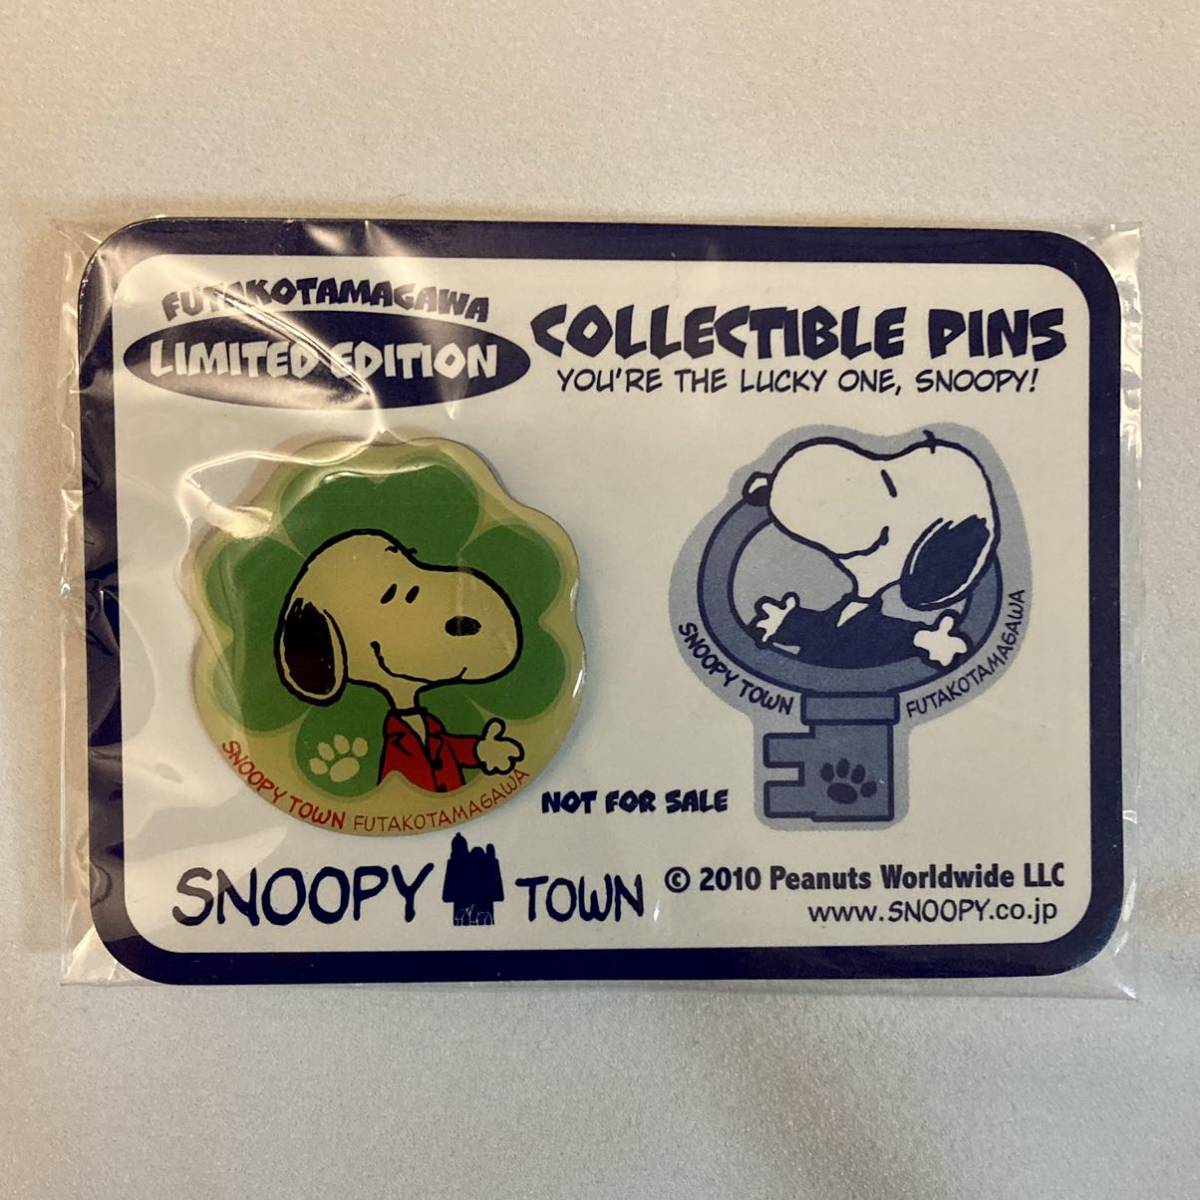 FUTAKOTAMAGAWA
LIMITED EDITION
COLLECTIBLE PINS
YOU'RE THE LUCKY ONE, SNOOPY!
SNOOPY TOWN FUTAKOTAMAGAWA
SNOOPY TOWN FUTAKOTAMAGAWA
NOT FOR SALE
SNOOPY TOWN
© 2010 Peanuts Worldwide LLC
www.SNOOPY.co.jp